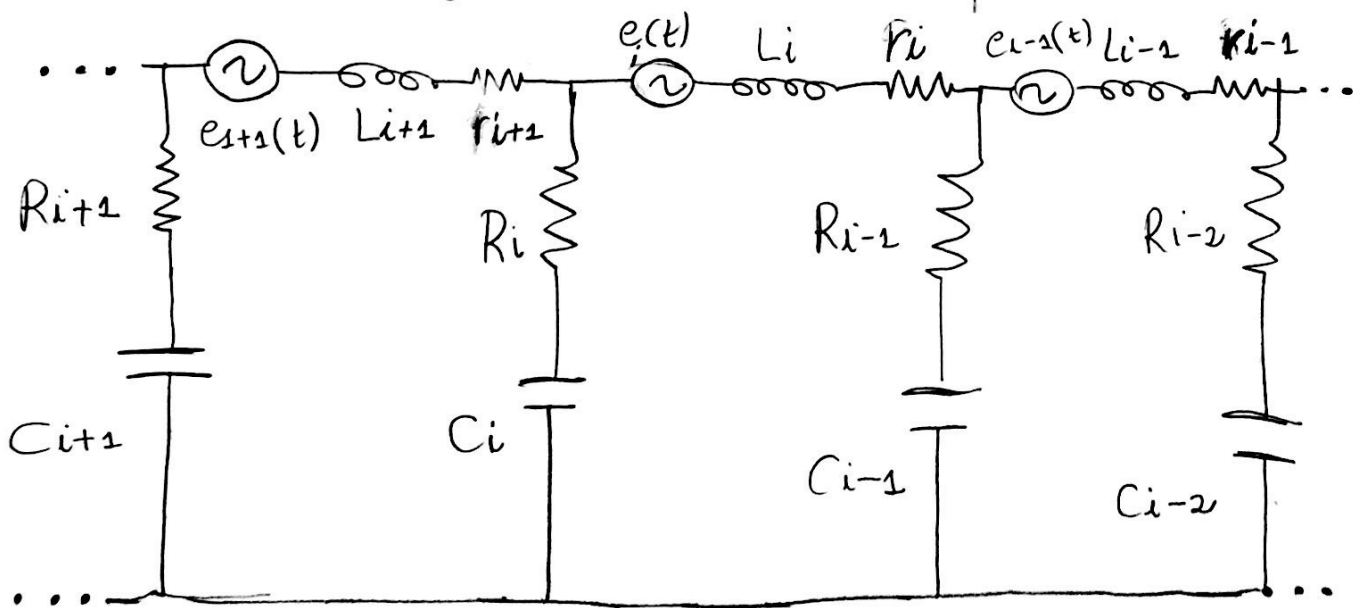 ei(t) Li ri ei-1(t) Li-1 ri-1
e1+1(t) Li+1 ri+1
Ri+1 Ri Ri-1 Ri-2
Ci+1 Ci Ci-1 Ci-2